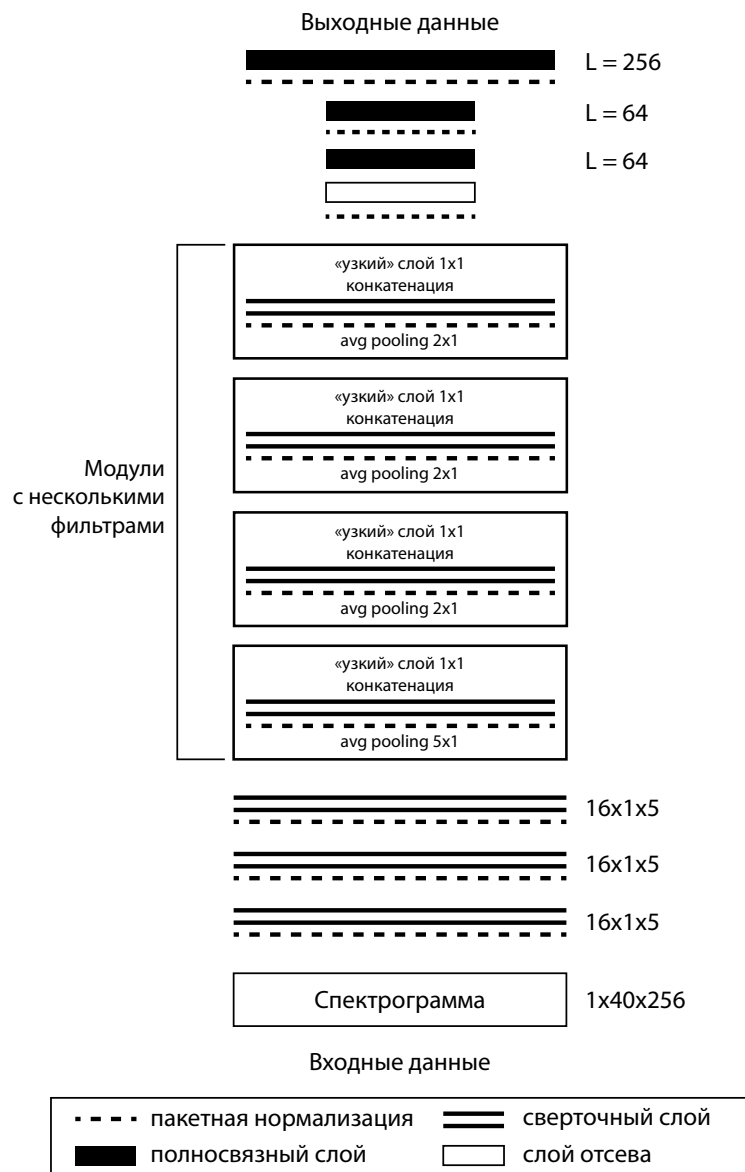 Выходные данные
L = 256
L = 64
L = 64
«узкий» слой 1x1
конкатенация
avg pooling 2x1
«узкий» слой 1x1
конкатенация
avg pooling 2x1
Модули
с несколькими
фильтрами
«узкий» слой 1x1
конкатенация
avg pooling 2x1
«узкий» слой 1x1
конкатенация
avg pooling 5x1
16x1x5
16x1x5
16x1x5
Спектрограмма 1x40x256
Входные данные
пакетная нормализация сверточный слой
полносвязный слой слой отсева